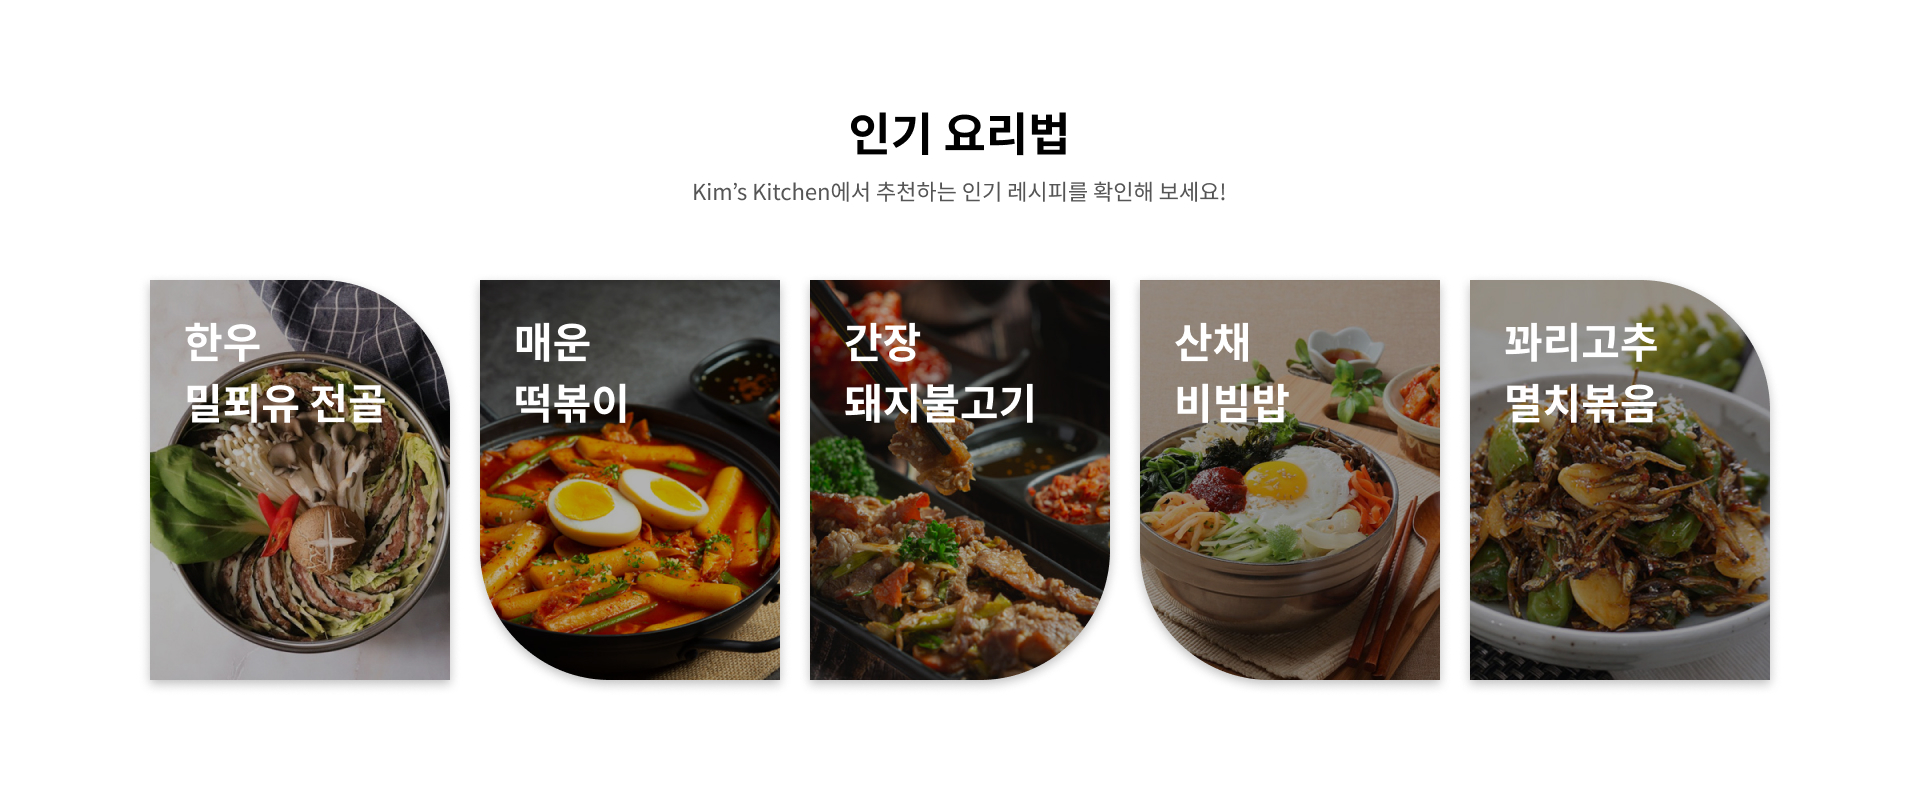 인기 요리법
Kim’s Kitchen에서 추천하는 인기 레시피를 확인해 보세요!
한우
밀푀유 전골
매운
떡볶이
간장
돼지불고기
산채
비빔밥
꽈리고추
멸치볶음